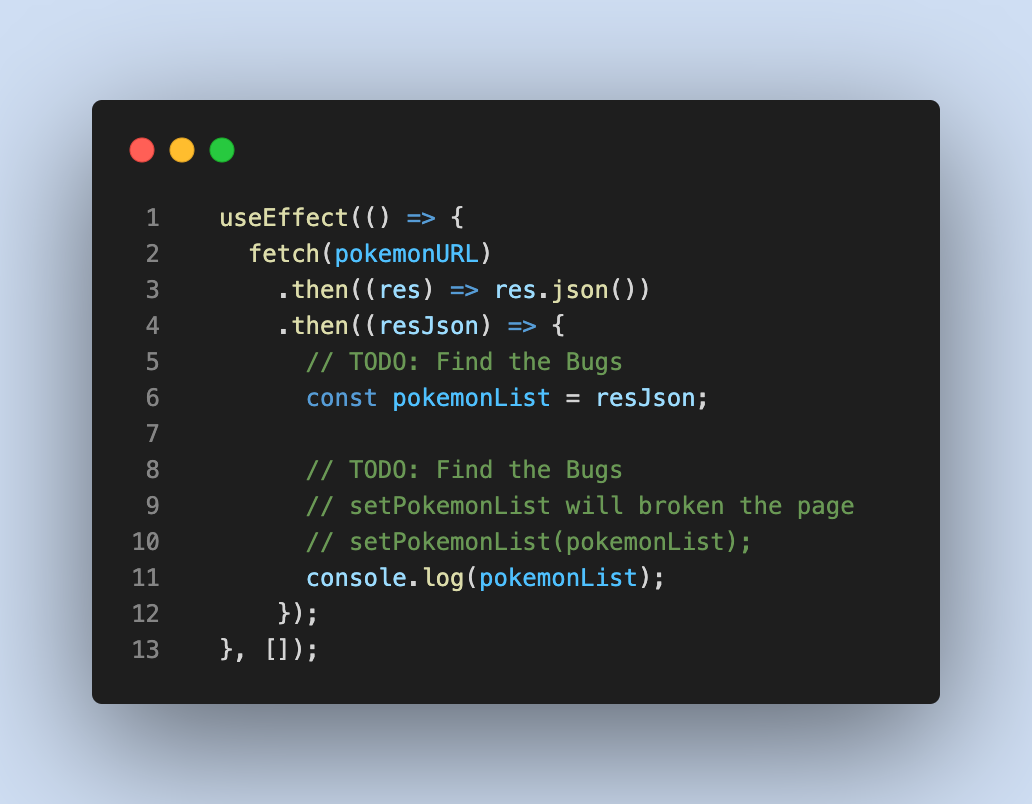 1 useEffect(() => {
2 fetch(pokemonURL)
3 .then((res) => res.json())
4 .then((resJson) => {
5 // TODO: Find the Bugs
6 const pokemonList = resJson;
7
8 // TODO: Find the Bugs
9 // setPokemonList will broken the page
10 // setPokemonList(pokemonList);
11 console.log(pokemonList);
12 });
13 }, []);